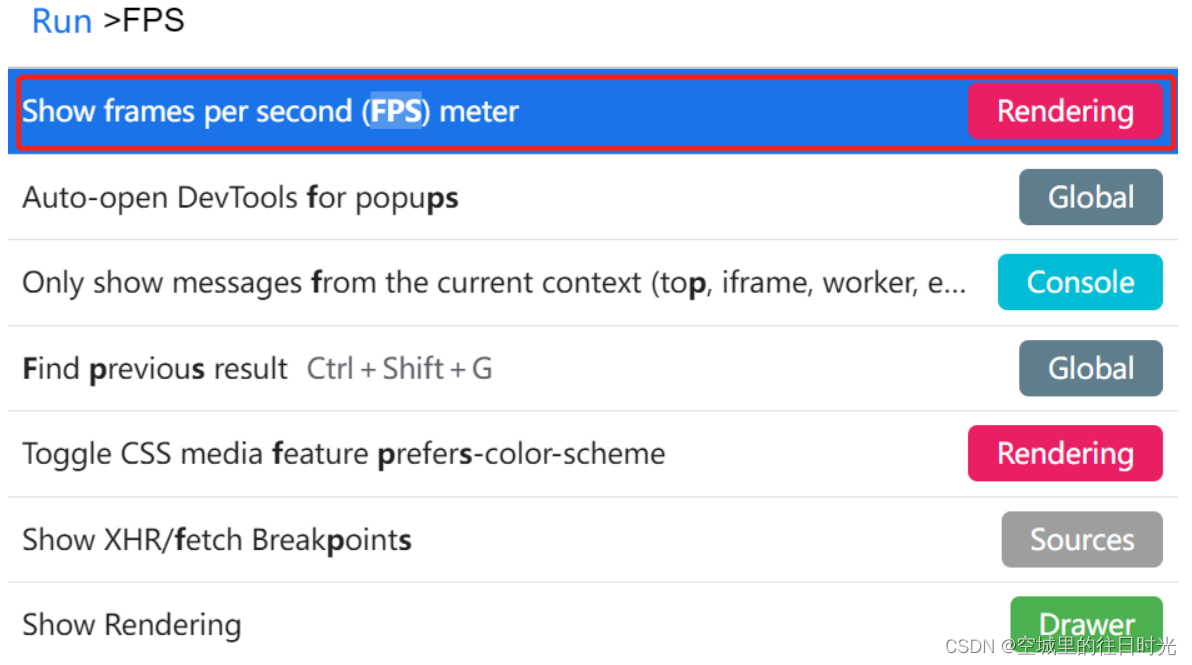 Run >FPS
Show frames per second (FPS) meter Rendering
Auto-open DevTools for popups Global
Only show messages from the current context (top, iframe, worker, e... Console
Find previous result Ctrl + Shift + G Global
Toggle CSS media feature prefers-color-scheme Rendering
Show XHR/fetch Breakpoints Sources
Show Rendering Drawer
CSDN @空城里的往日时光